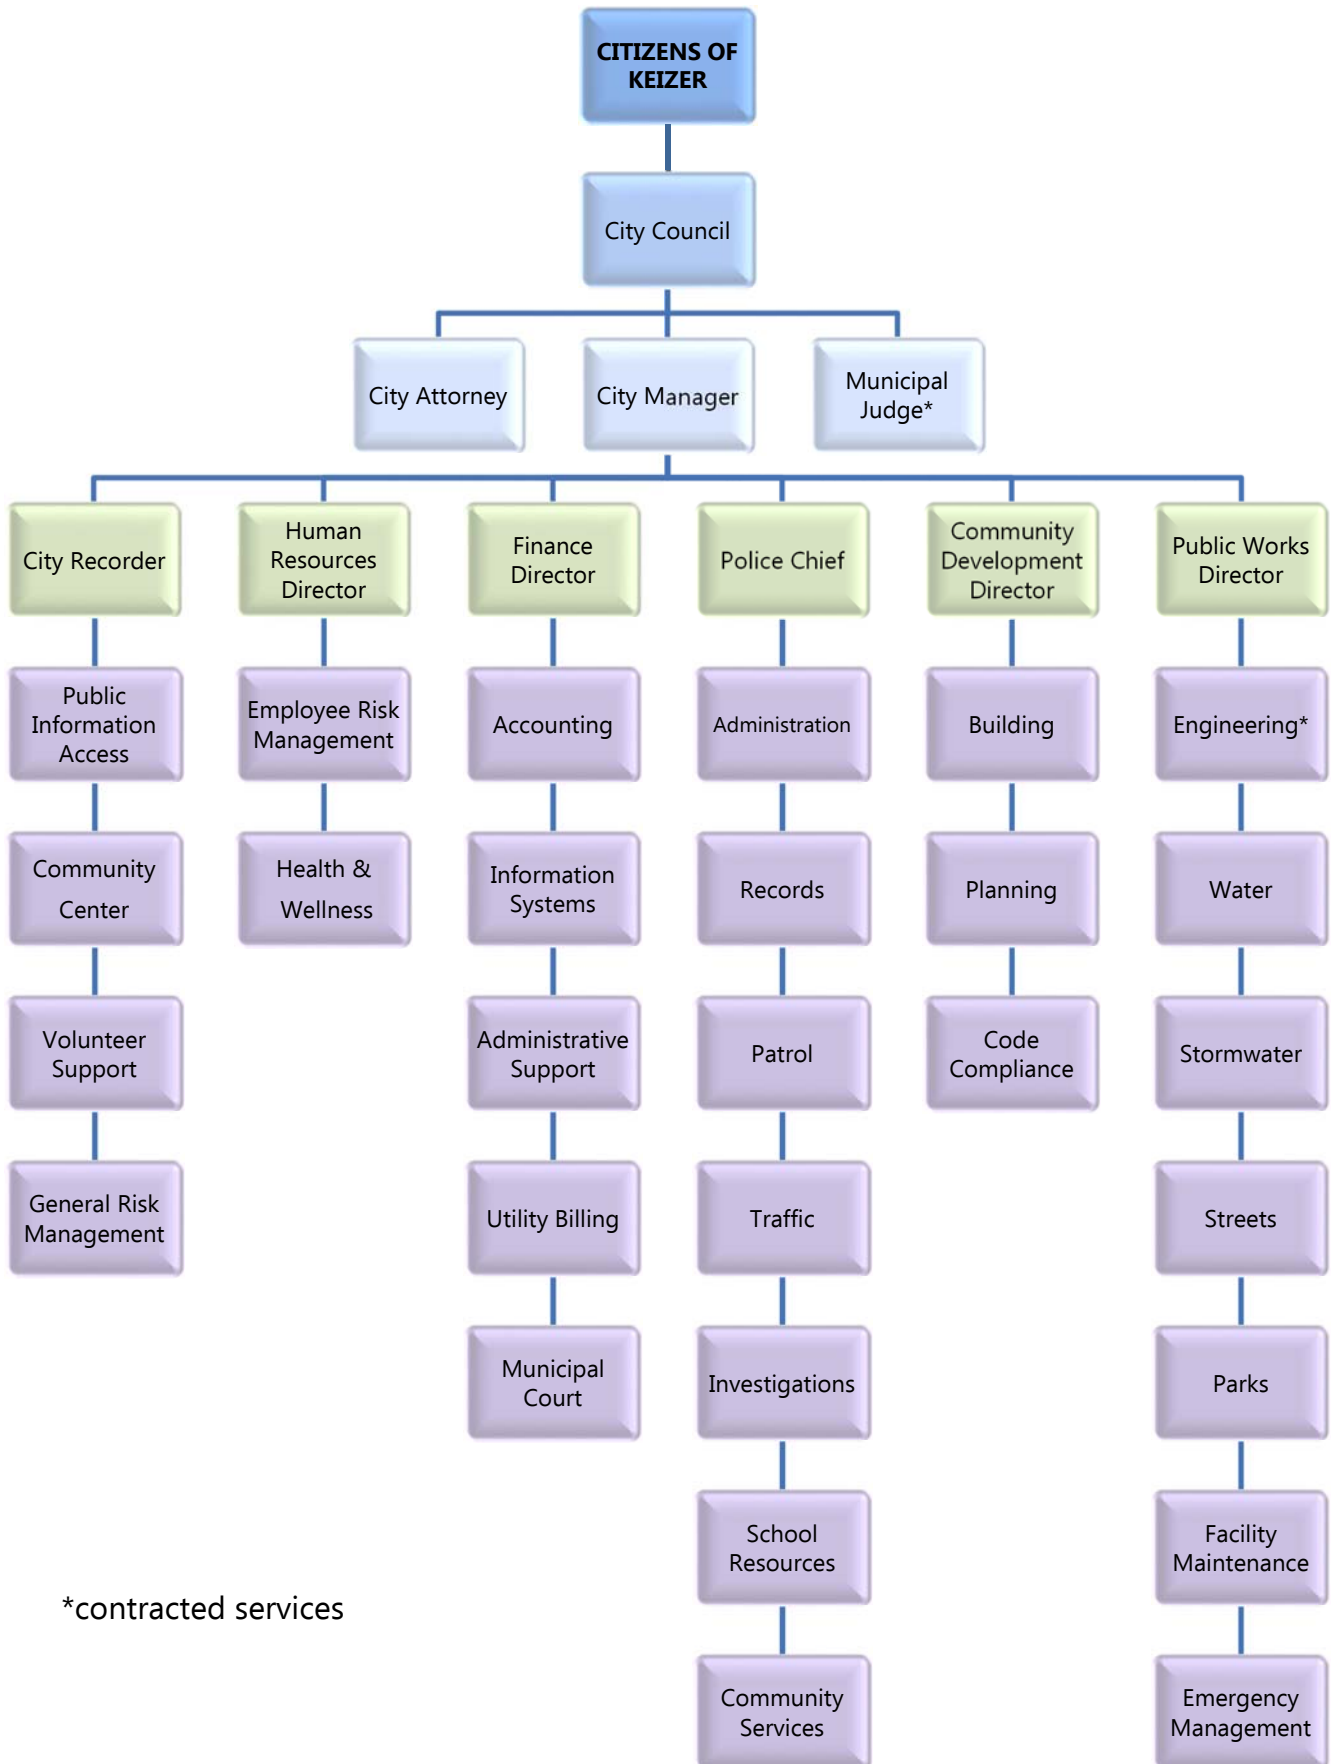 CITIZENS OF
KEIZER
City Council
City Attorney
City Manager
Municipal
Judge*
City Recorder
Human
Resources
Director
Finance
Director
Police Chief
Community
Development
Director
Public Works
Director
Public
Information
Access
Employee Risk
Management
Accounting
Administration
Building
Engineering*
Community
Center
Health &
Wellness
Information
Systems
Records
Planning
Water
Volunteer
Support
Administrative
Support
Patrol
Code
Compliance
Stormwater
General Risk
Management
Utility Billing
Traffic
Streets
Municipal
Court
Investigations
Parks
School
Resources
Facility
Maintenance
*contracted services
Community
Services
Emergency
Management